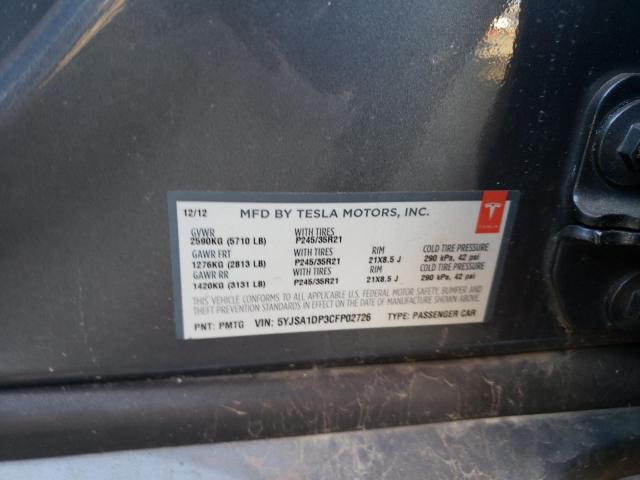 12/12 MFD BY TESLA MOTORS, INC.
GVWR WITH TIRES
2590KG (5710 LB) P245/35R21
GAWR FRT WITH TIRES RIM COLD TIRE PRESSURE
1276KG (2813 LB) P245/35R21 21X8.5 J 290 kPa, 42 psi
GAWR RR WITH TIRES RIM COLD TIRE PRESSURE
1420KG (3131 LB) P245/35R21 21X8.5 J 290 kPa, 42 psi
THIS VEHICLE CONFORMS TO ALL APPLICABLE U.S. FEDERAL MOTOR SAFETY, BUMPER AND
THEFT PREVENTION STANDARDS IN EFFECT ON THE DATE OF MANUFACTURE SHOWN ABOVE.
PNT: PMTG VIN: 5YJSA1DP3CFP02726 TYPE: PASSENGER CAR
TESLA